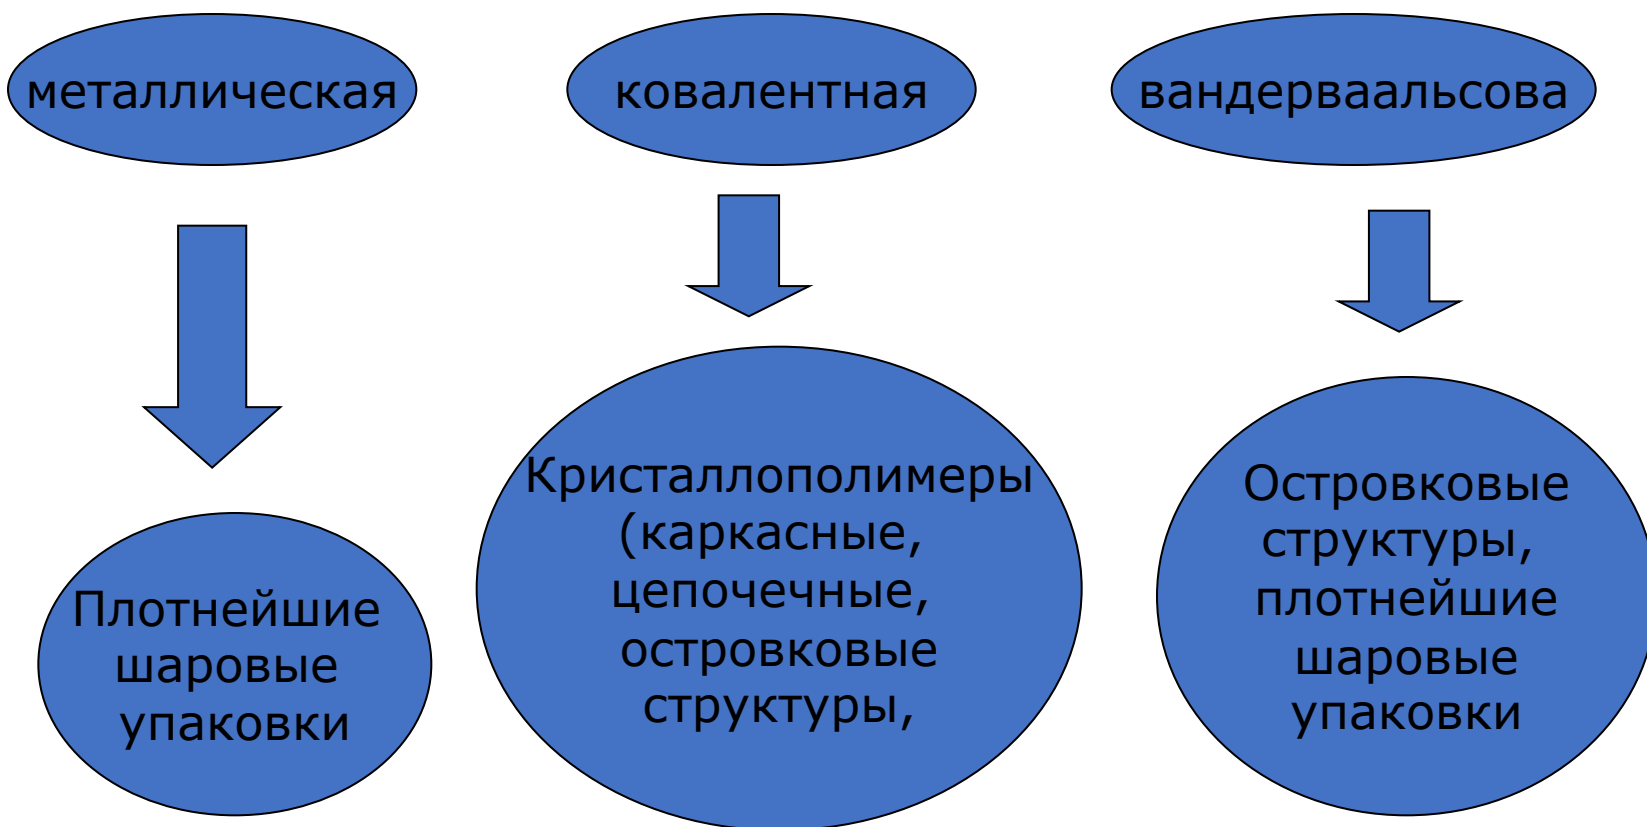 металлическая
ковалентная
вандерваальсова
Плотнейшие
шаровые
упаковки
Кристаллополимеры
(каркасные,
цепочечные,
островковые
структуры,
Островковые
структуры,
плотнейшие
шаровые
упаковки